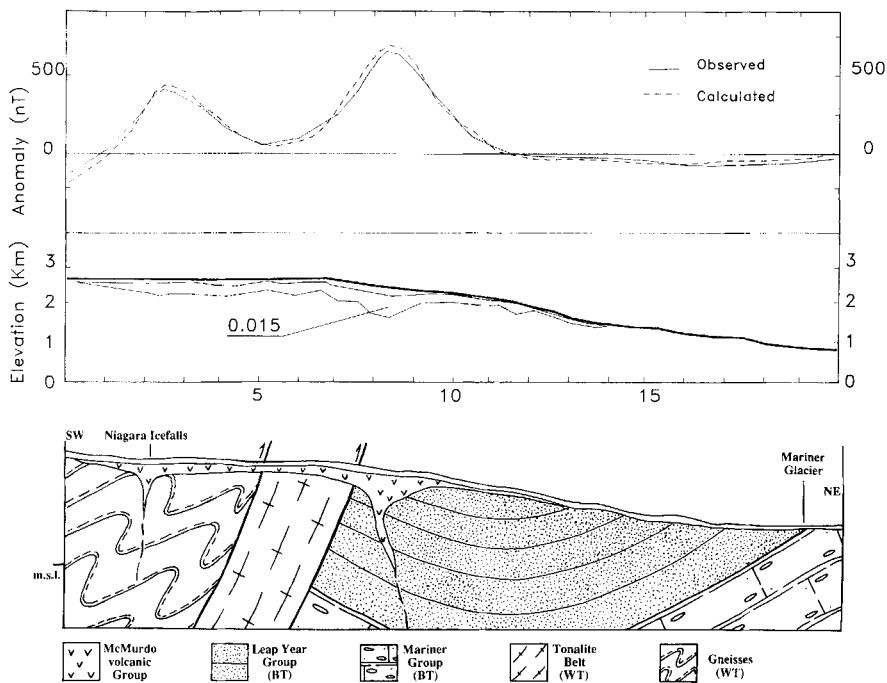 500
500
Observed
Calculated
0
0
Anomaly (nT)
Elevation (Km)
3
3
2
2
0.015
1
1
0
0
5
10
15
SW
Niagara Icefalls
Mariner
Glacier
NE
m.s.l.
McMurdo
volcanic
Group
Leap Year
Group
(BT)
Mariner
Group
(BT)
Tonalite
Belt
(WT)
Gneisses
(WT)